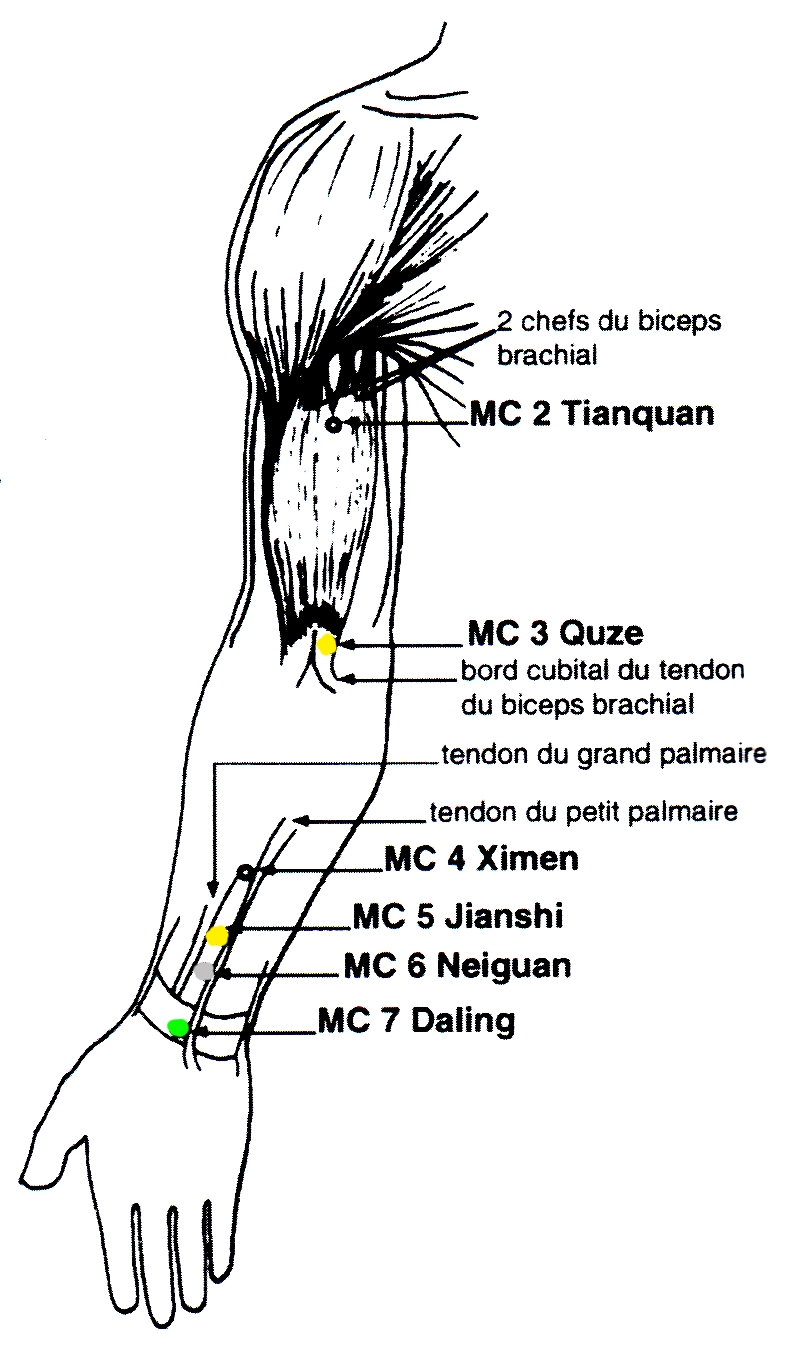 2 chefs du biceps
brachial
MC 2 Tianquan
MC 3 Quze
bord cubital du tendon
du biceps brachial
tendon du grand palmaire
tendon du petit palmaire
MC 4 Ximen
MC 5 Jianshi
MC 6 Neiguan
MC 7 Daling